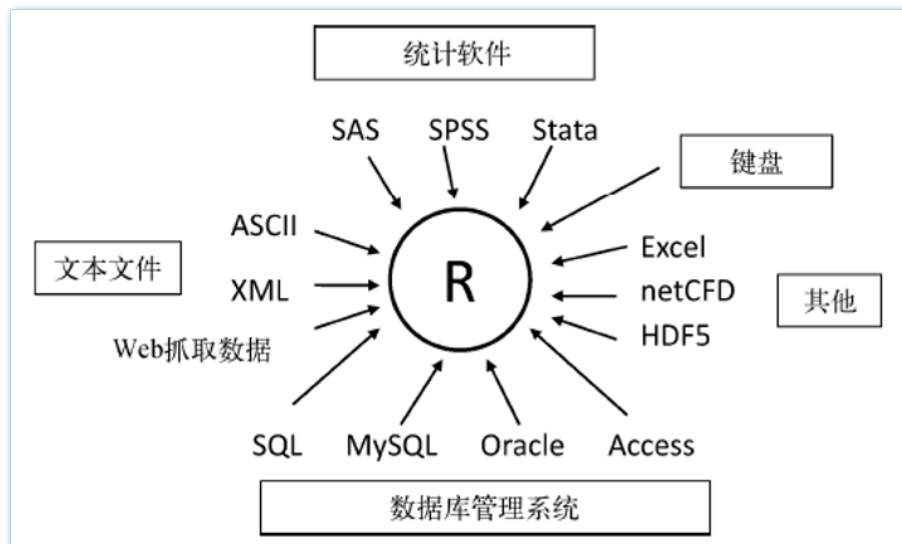 统计软件
SAS SPSS Stata
键盘
ASCII
Excel
文本文件
XML
R
netCFD
其他
HDF5
Web抓取数据
SQL MySQL Oracle Access
数据库管理系统